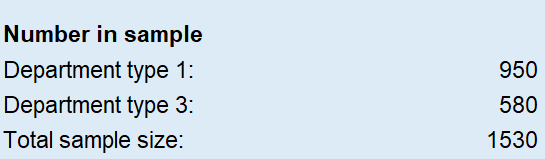 Number in sample
Department type 1: 950
Department type 3: 580
Total sample size: 1530